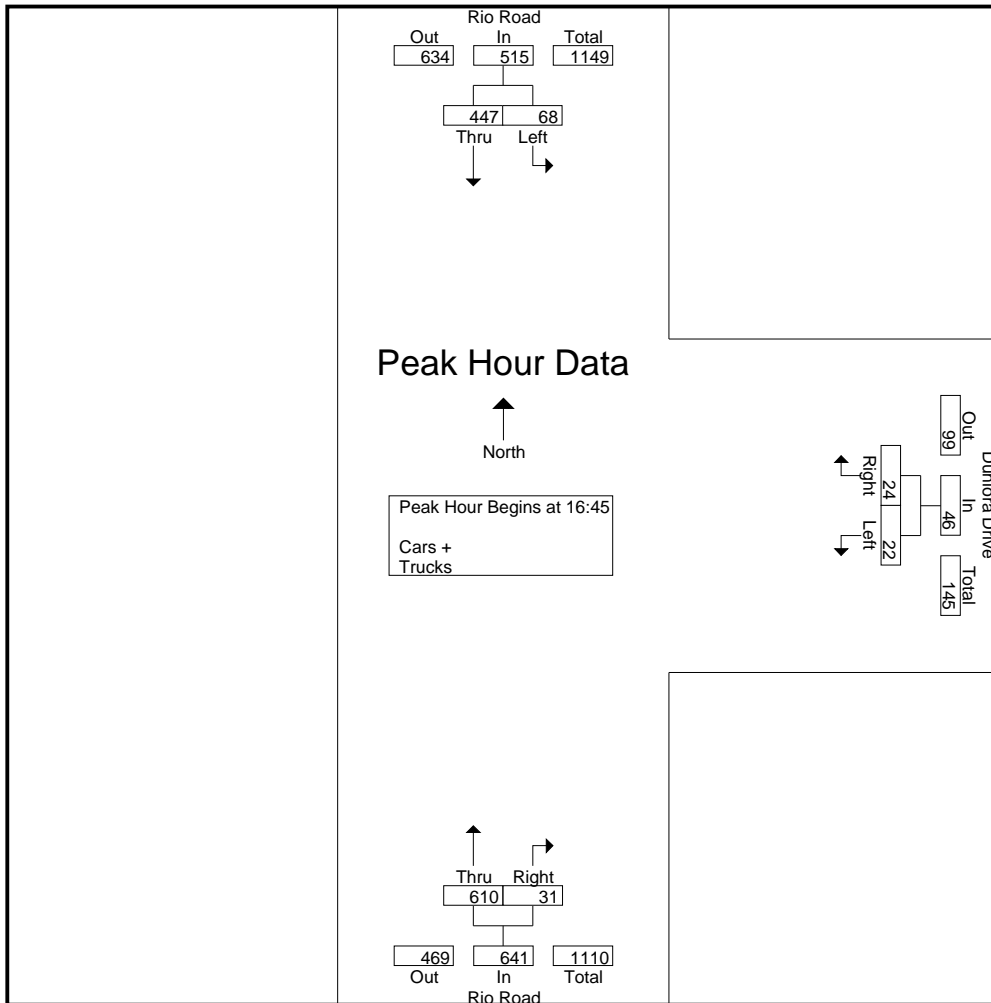 Rio Road
Out In Total
634 515 1149
447 68
Thru Left
Peak Hour Data
North
Peak Hour Begins at 16:45
Cars +
Trucks
Dunlora Drive
Out In Total
99 46 145
24 22
Right Left
Thru Right
610 31
469 641 1110
Out In Total
Rio Road